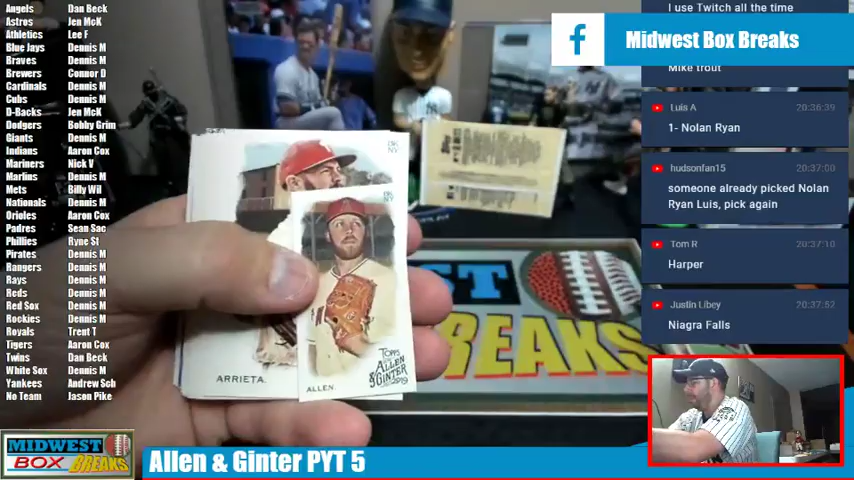 Angels Dan Beck
Astros Jen McK
Athletics Lee F
Blue Jays Dennis M
Braves Dennis M
Brewers Connor D
Cardinals Dennis M
Cubs Dennis M
D-Backs Jen McK
Dodgers Bobby Grim
Giants Dennis M
Indians Aaron Cox
Mariners Nick V
Marlins Dennis M
Mets Billy Wil
Nationals Dennis M
Orioles Aaron Cox
Padres Sean Sac
Phillies Ryne St
Pirates Dennis M
Rangers Dennis M
Rays Dennis M
Reds Dennis M
Red Sox Dennis M
Rockies Dennis M
Royals Trent T
Tigers Aaron Cox
Twins Dan Beck
White Sox Dennis M
Yankees Andrew Sch
No Team Jason Pike
MIDWEST
BOX BREAKS
Allen & Ginter PYT 5
ARRIETA
ALLEN
TOPPS
ALLEN
& GINTER
2019
EST
BREAKS
f Midwest Box Breaks
I use Twitch all the time
Mike trout
Luis A 20:36:39
1- Nolan Ryan
hudsonfan15 20:37:00
someone already picked Nolan
Ryan Luis, pick again
Tom R 20:37:10
Harper
Justin Libey 20:37:52
Niagra Falls